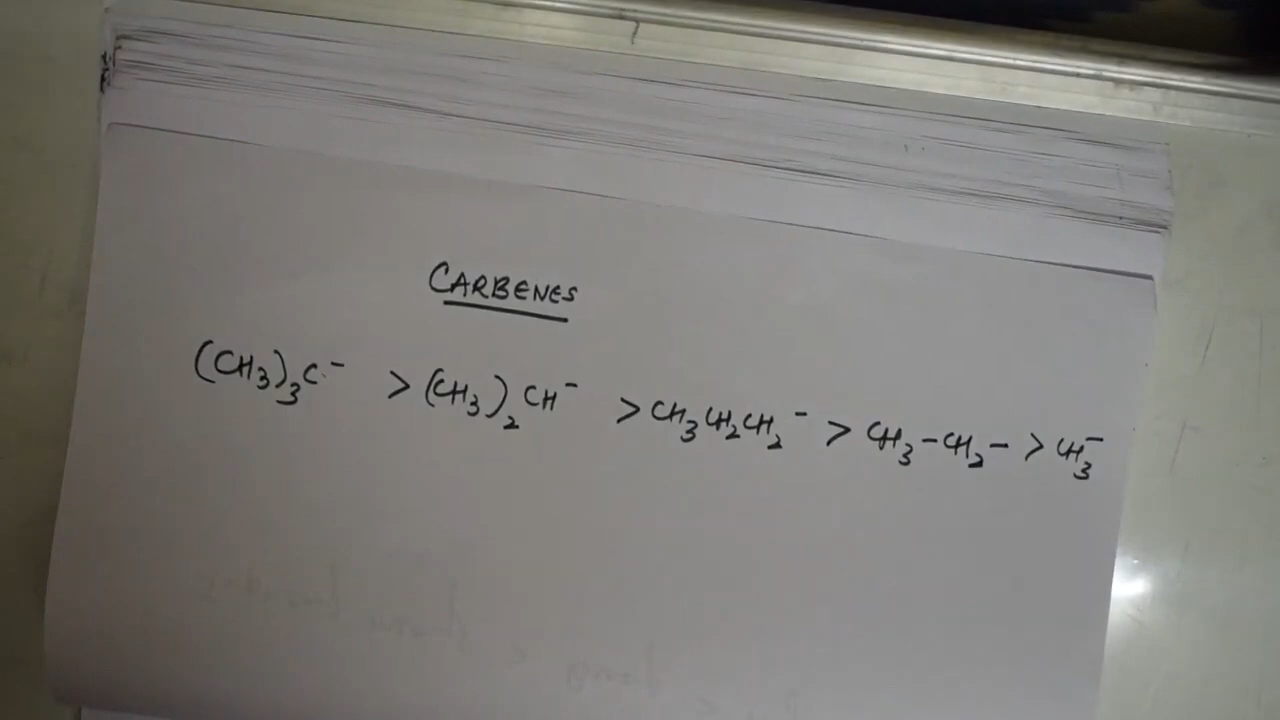 CARBENES
(CH3)3C- > (CH3)2CH- > CH3CH2CH2- > CH3-CH2- > CH3-